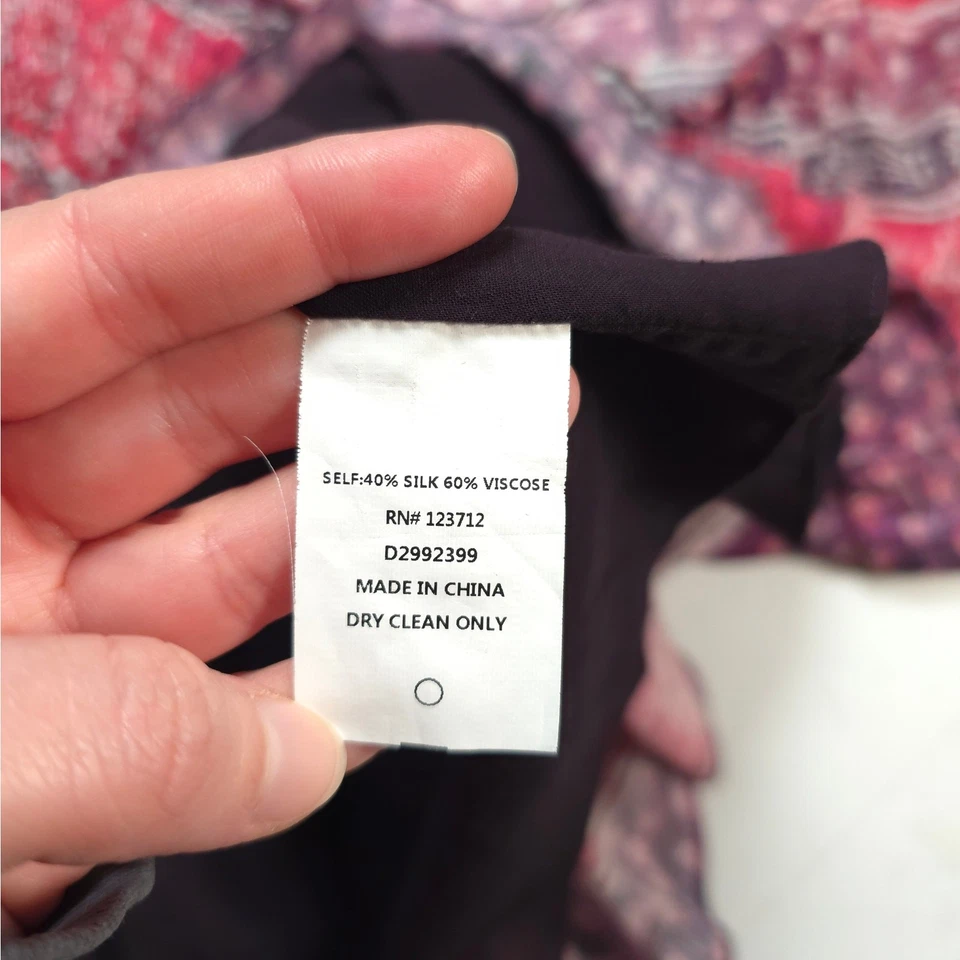 SELF:40% SILK 60% VISCOSE
RN# 123712
D2992399
MADE IN CHINA
DRY CLEAN ONLY